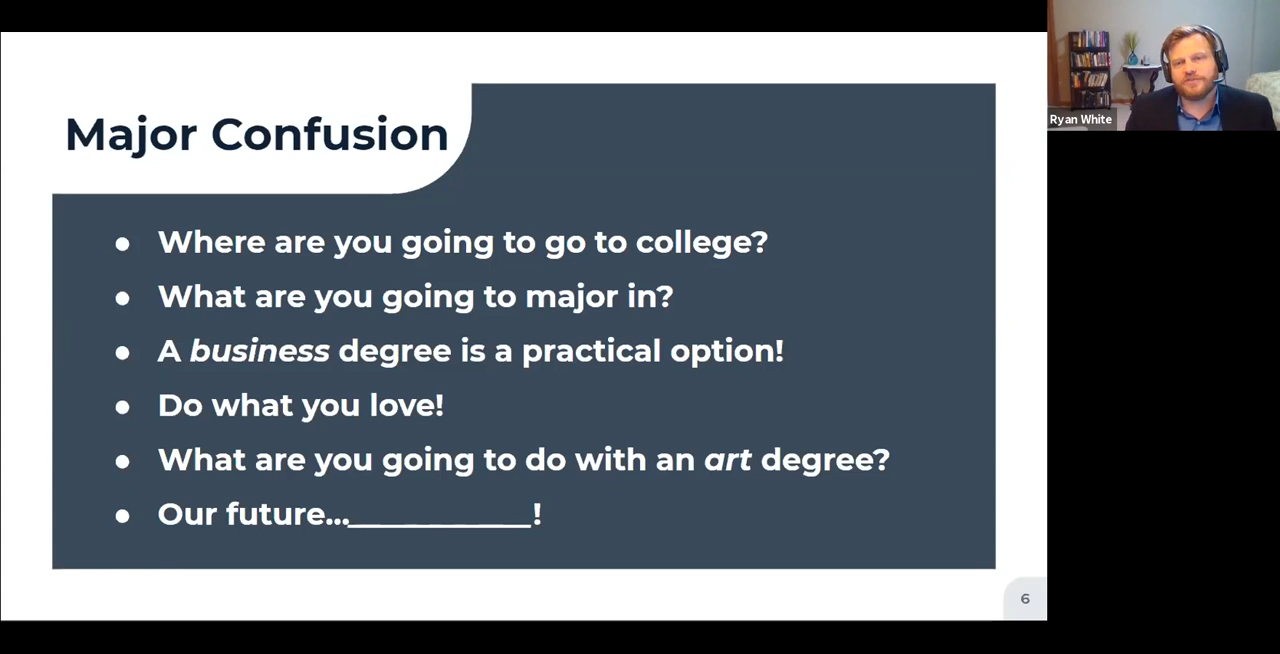 Major Confusion
● Where are you going to go to college?
● What are you going to major in?
● A business degree is a practical option!
● Do what you love!
● What are you going to do with an art degree?
● Our future...____________!
6
Ryan White